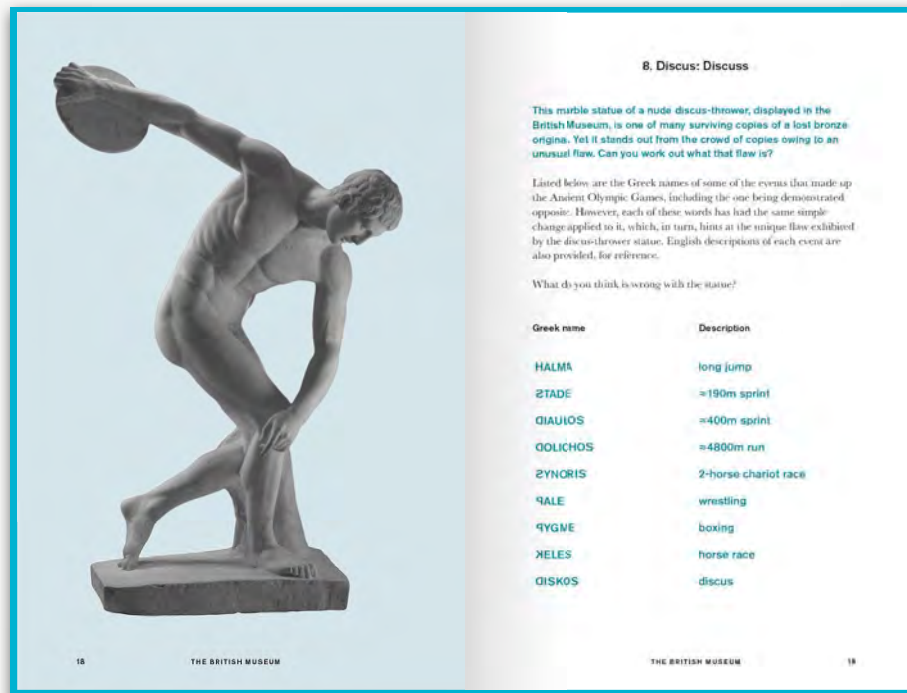 8. Discus: Discuss
This marble statue of a nude discus-thrower, displayed in the
British Museum, is one of many surviving copies of a lost bronze
original. Yet it stands out from the crowd of copies owing to an
unusual flaw. Can you work out what that flaw is?
Listed below are the Greek names of some of the events that made up
the Ancient Olympic Games, including the one being demonstrated
opposite. However, each of these words has had the same simple
change applied to it, which, in turn, hints at the unique flaw exhibited
by the discus-thrower statue. English descriptions of each event are
also provided, for reference.
What do you think is wrong with the statue?
Greek name Description
HALMA long jump
ƧTADE ≈190m sprint
ᗡIAULOS ≈400m sprint
ᗡOLICHOS ≈4800m run
ƧYNORIS 2-horse chariot race
ꟼALE wrestling
ꟼYGME boxing
ꓘELES horse race
ᗡISKOS discus
18 THE BRITISH MUSEUM
THE BRITISH MUSEUM 19